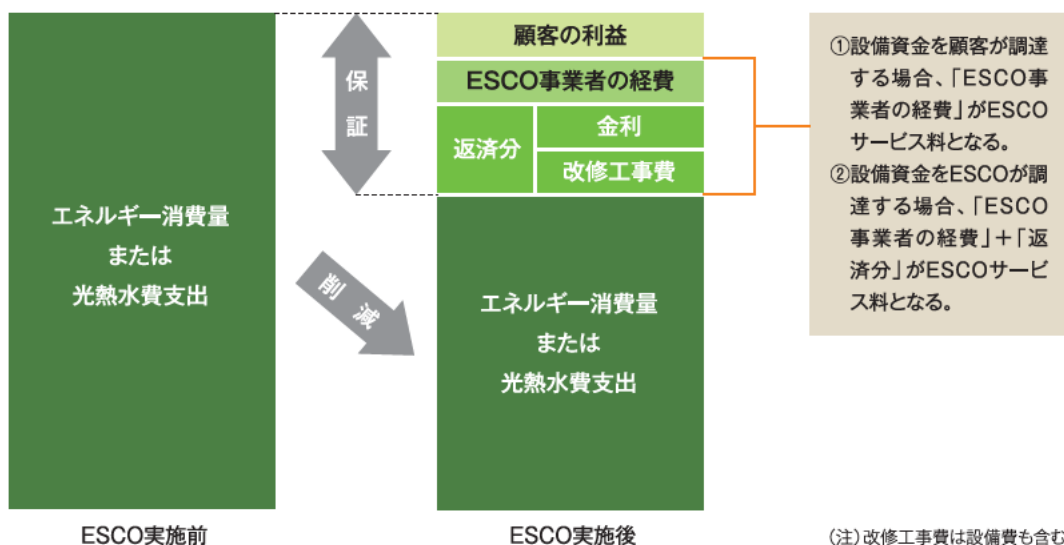 エネルギー消費量
または
光熱水費支出
ESCO実施前
保証
削減
顧客の利益
ESCO事業者の経費
返済分
金利
改修工事費
エネルギー消費量
または
光熱水費支出
ESCO実施後
①設備資金を顧客が調達
する場合、「ESCO事
業者の経費」がESCO
サービス料となる。
②設備資金をESCOが調
達する場合、「ESCO
事業者の経費」＋「返
済分」がESCOサービ
ス料となる。
(注)改修工事費は設備費も含む